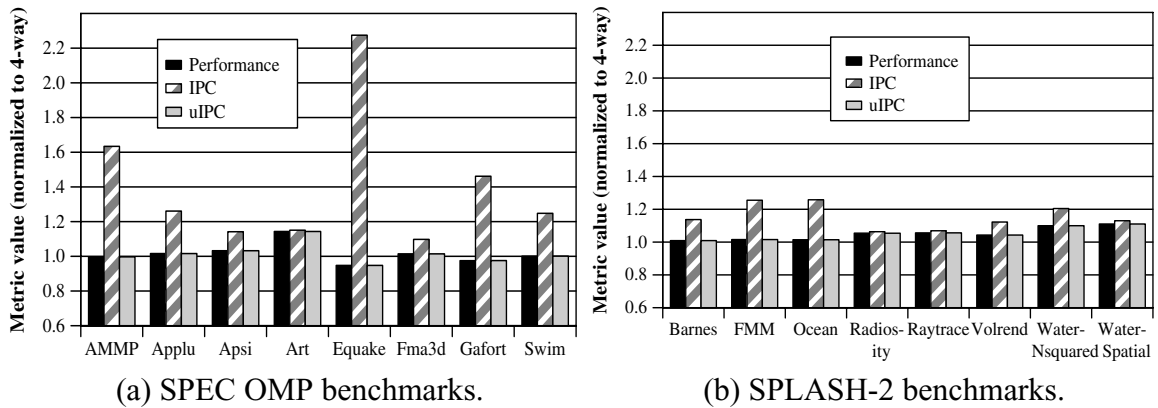 Metric value (normalized to 4-way)
2.2
2.0
1.8
1.6
1.4
1.2
1.0
0.8
0.6
Performance
IPC
uIPC
AMMP Applu Apsi Art Equake Fma3d Gafort Swim
(a) SPEC OMP benchmarks.
Metric value (normalized to 4-way)
2.2
2.0
1.8
1.6
1.4
1.2
1.0
0.8
0.6
Performance
IPC
uIPC
Barnes FMM Ocean Radios- Raytrace Volrend Water- Water-
ity Nsquared Spatial
(b) SPLASH-2 benchmarks.